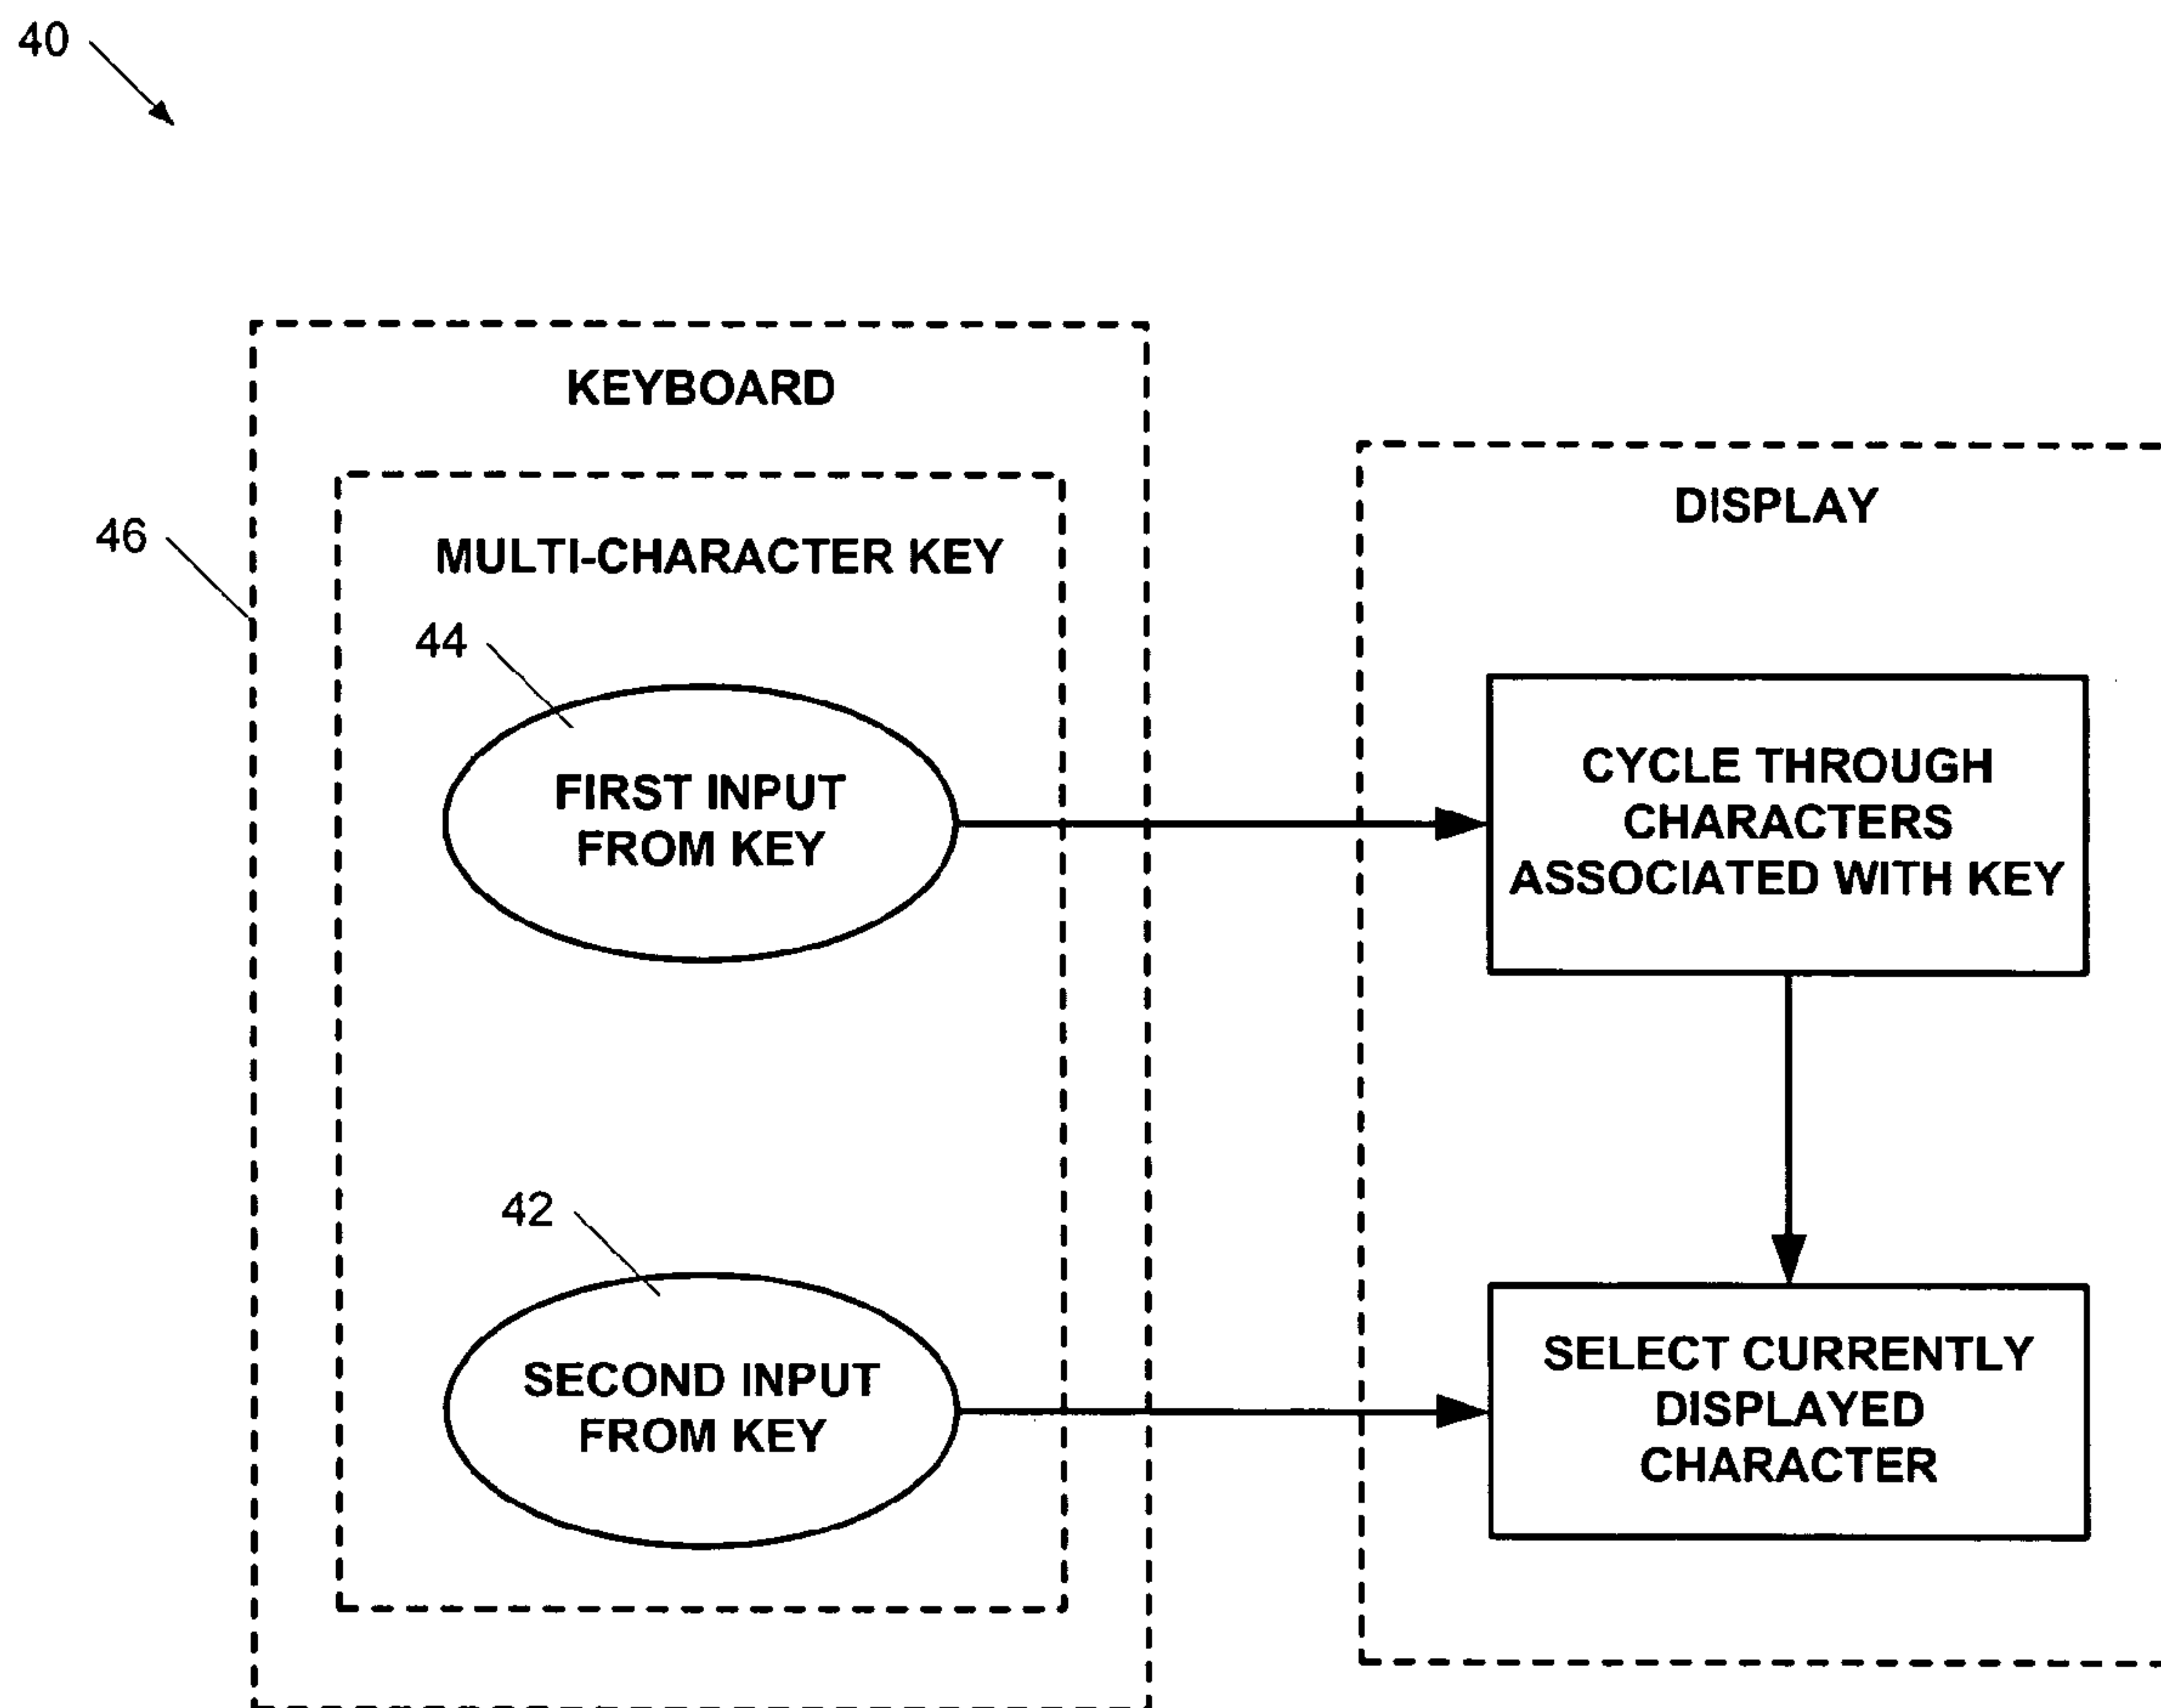 40
KEYBOARD
DISPLAY
46
MULTI-CHARACTER KEY
44
FIRST INPUT
FROM KEY
CYCLE THROUGH
CHARACTERS
ASSOCIATED WITH KEY
42
SECOND INPUT
FROM KEY
SELECT CURRENTLY
DISPLAYED
CHARACTER